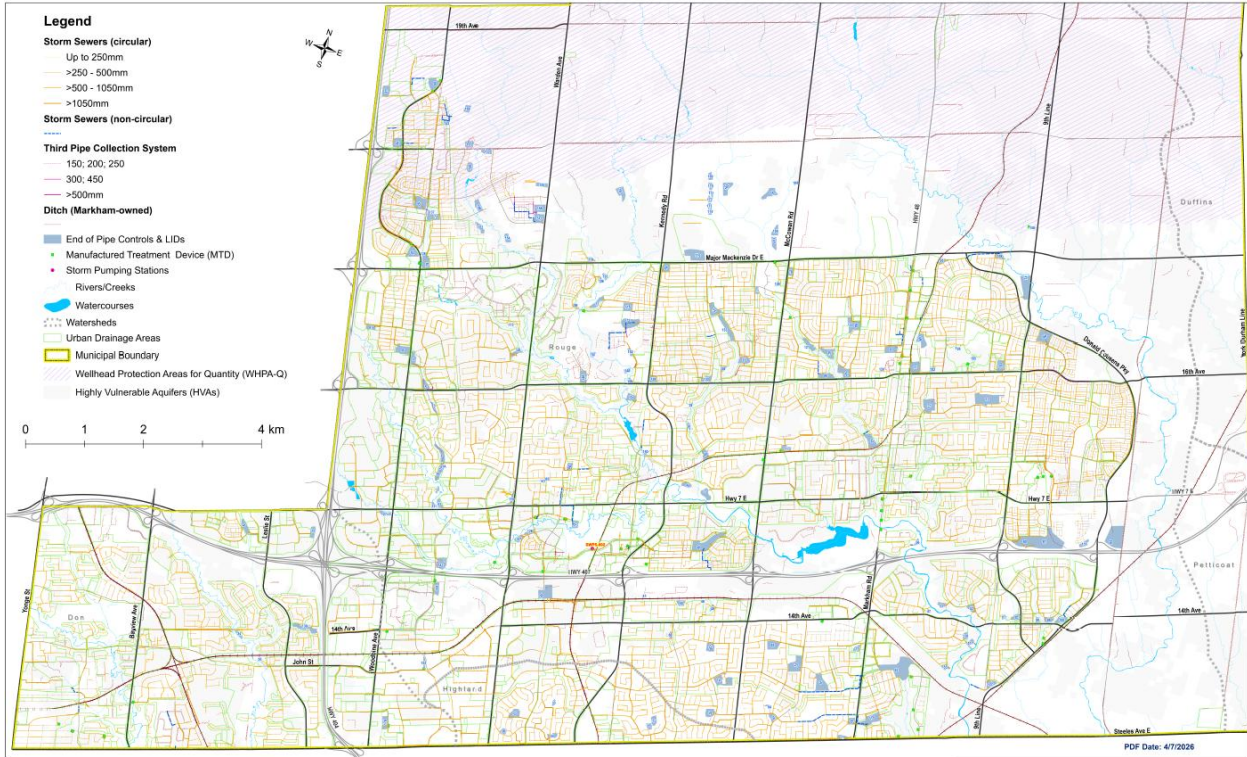 Legend
Storm Sewers (circular)
Up to 250mm
>250 - 500mm
>500 - 1050mm
>1050mm
Storm Sewers (non-circular)
Third Pipe Collection System
150; 200; 250
300; 450
>500mm
Ditch (Markham-owned)
End of Pipe Controls & LIDs
Manufactured Treatment Device (MTD)
Storm Pumping Stations
Rivers/Creeks
Watercourses
Watersheds
Urban Drainage Areas
Municipal Boundary
Wellhead Protection Areas for Quantity (WHPA-Q)
Highly Vulnerable Aquifers (HVAs)
0 1 2 4 km
N
W E
S
19th Ave
Warden Ave
9th Line
Kennedy Rd
McCowan Rd
HWY 48
Duffins
Major Mackenzie Dr E
York Durham Line
Rouge
Donald Cousens Pky
16th Ave
Hwy 7 E
Hwy 7 E
HWY 7 E
Leslie St
HWY 407
Petticoat
Yonge St
Don
Bayview Ave
14th Ave
Woodbine Ave
Markham Rd
14th Ave
14th Ave
John St
Highland
HWY 404
9th Line
Steeles Ave E
PDF Date: 4/7/2026